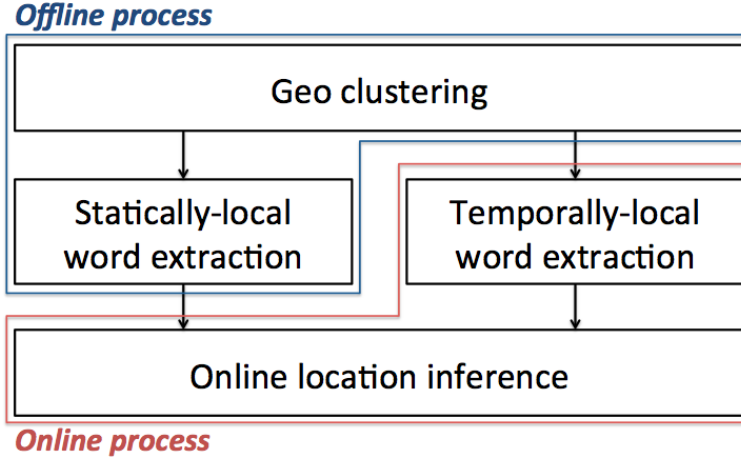 Offline process
Geo clustering
Statically-local
word extraction
Temporally-local
word extraction
Online location inference
Online process